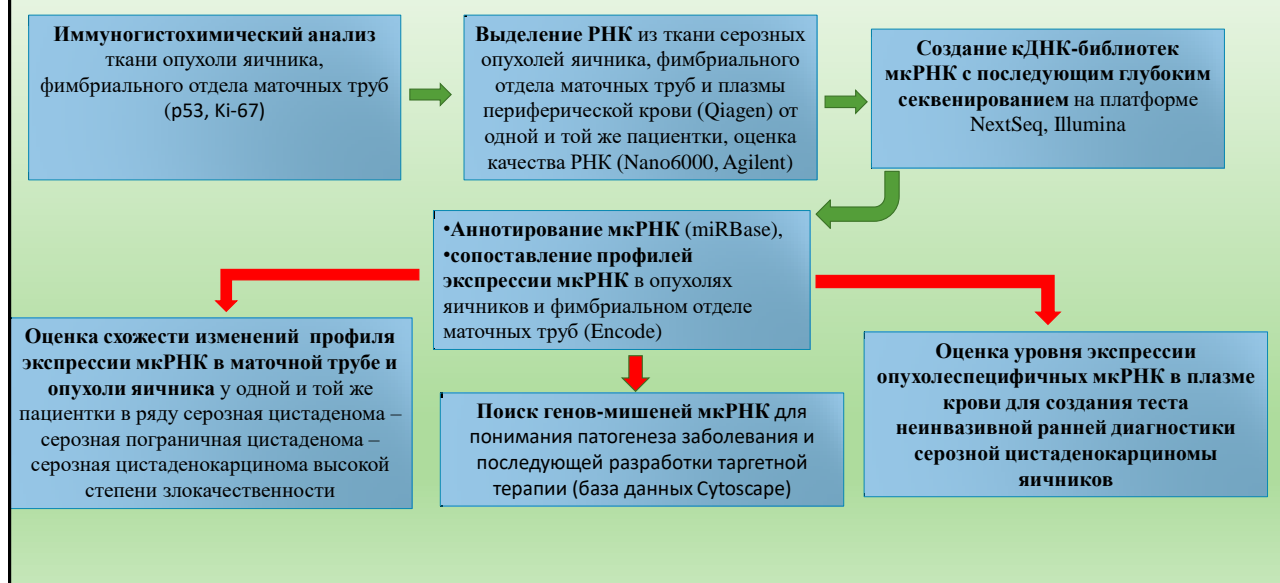 Иммуногистохимический анализ
ткани опухоли яичника,
фимбриального отдела маточных труб
(p53, Ki-67)
Выделение РНК из ткани серозных
опухолей яичника, фимбриального
отдела маточных труб и плазмы
периферической крови (Qiagen) от
одной и той же пациентки, оценка
качества РНК (Nano6000, Agilent)
Создание кДНК-библиотек
мкРНК с последующим глубоким
секвенированием на платформе
NextSeq, Illumina
•Аннотирование мкРНК (miRBase),
•сопоставление профилей
экспрессии мкРНК в опухолях
яичников и фимбриальном отделе
маточных труб (Encode)
Оценка схожести изменений профиля
экспрессии мкРНК в маточной трубе и
опухоли яичника у одной и той же
пациентки в ряду серозная цистаденома –
серозная пограничная цистаденома –
серозная цистаденокарцинома высокой
степени злокачественности
Поиск генов-мишеней мкРНК для
понимания патогенеза заболевания и
последующей разработки таргетной
терапии (база данных Cytoscape)
Оценка уровня экспрессии
опухолеспецифичных мкРНК в плазме
крови для создания теста
неинвазивной ранней диагностики
серозной цистаденокарциномы
яичников